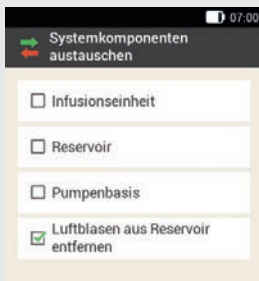 07:00
Systemkomponenten
austauschen
Infusionseinheit
Reservoir
Pumpenbasis
Luftblasen aus Reservoir
entfernen